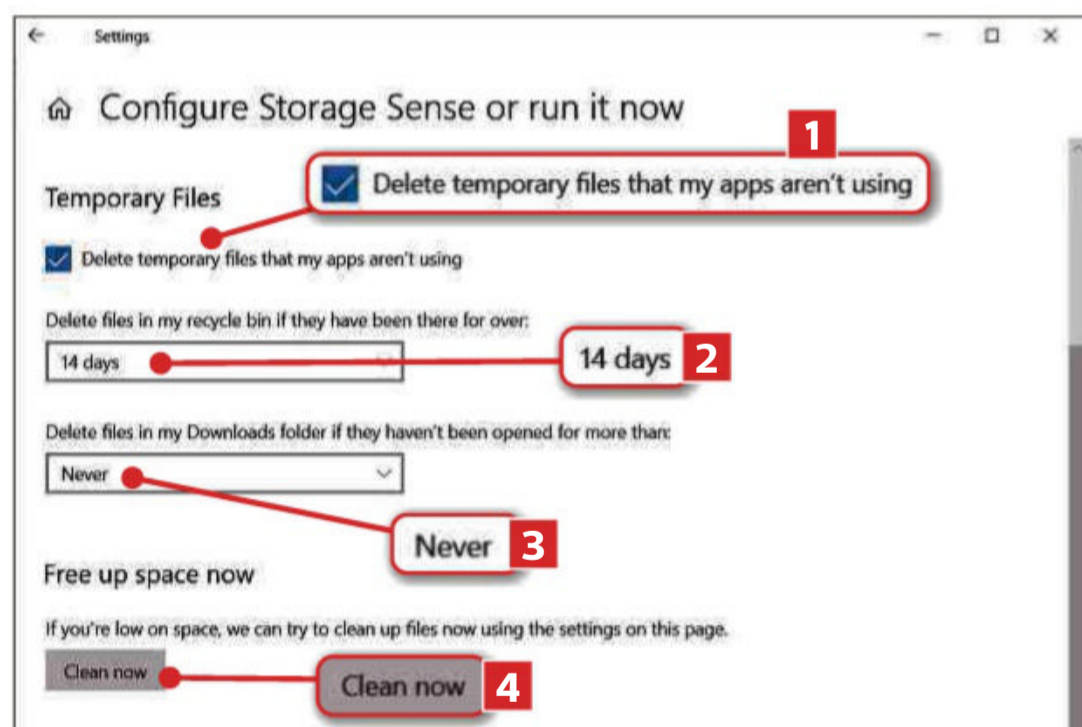 Settings
Configure Storage Sense or run it now
1
Delete temporary files that my apps aren't using
Temporary Files
Delete temporary files that my apps aren't using
Delete files in my recycle bin if they have been there for over:
14 days
14 days 2
Delete files in my Downloads folder if they haven't been opened for more than:
Never
Never 3
Free up space now
If you're low on space, we can try to clean up files now using the settings on this page.
Clean now
Clean now 4